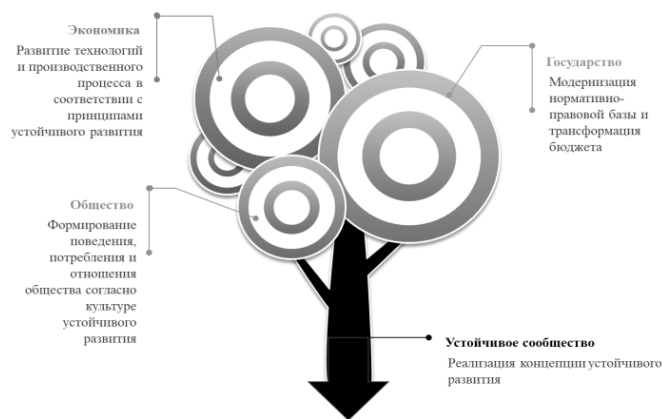 Экономика
Развитие технологий
и производственного
процесса в
соответствии с
принципами
устойчивого развития
Государство
Модернизация
нормативно-
правовой базы и
трансформация
бюджета
Общество
Формирование
поведения,
потребления и
отношения
общества согласно
культуре
устойчивого
развития
Устойчивое сообщество
Реализация концепции устойчивого
развития